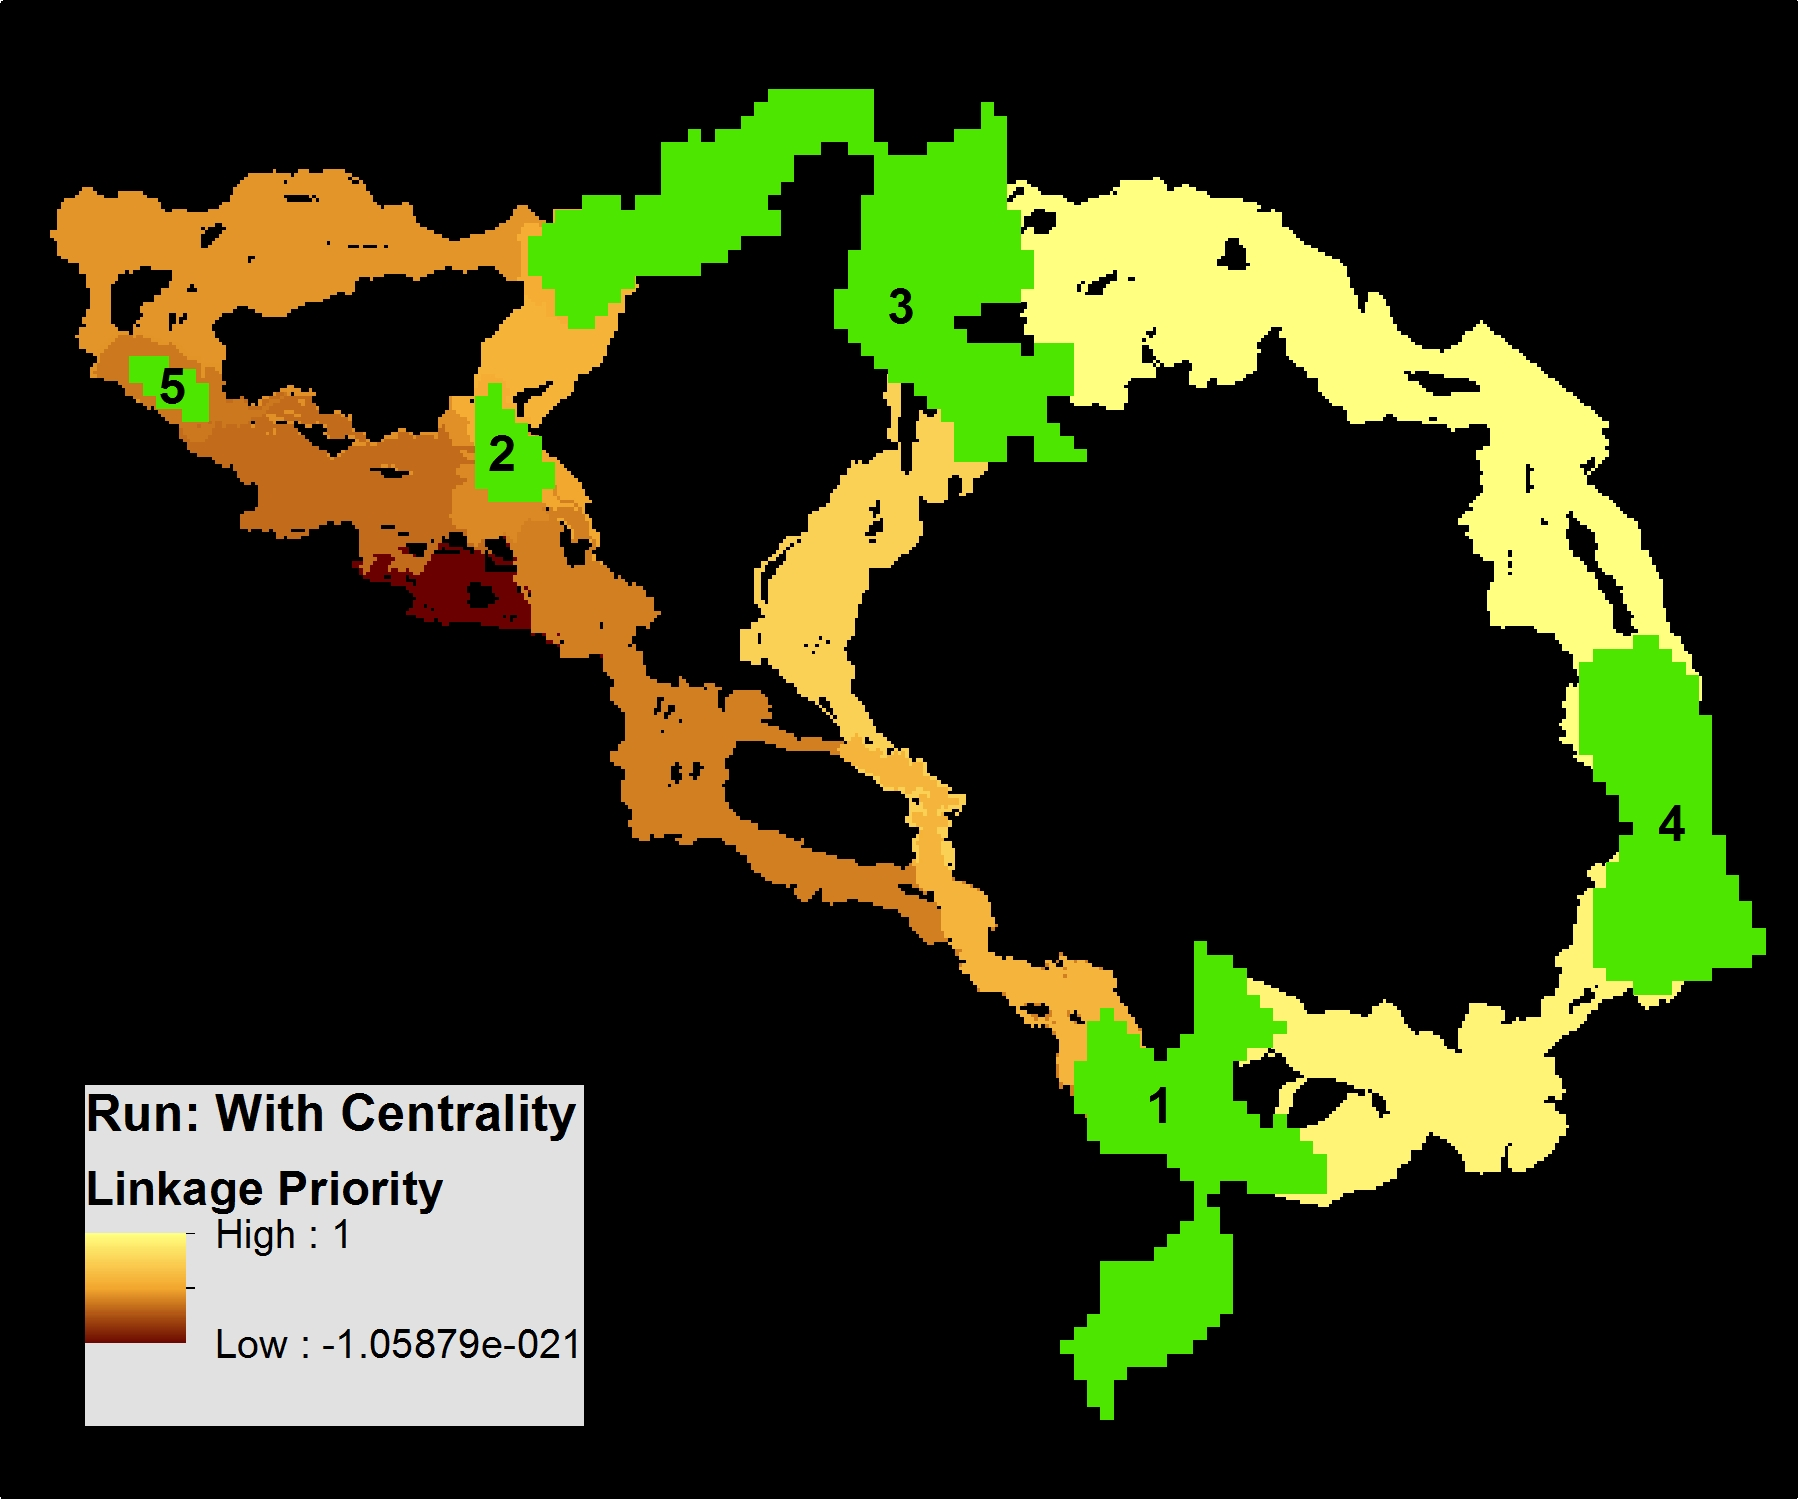 3
5
2
4
1
Run: With Centrality
Linkage Priority
High : 1
Low : -1.05879e-021